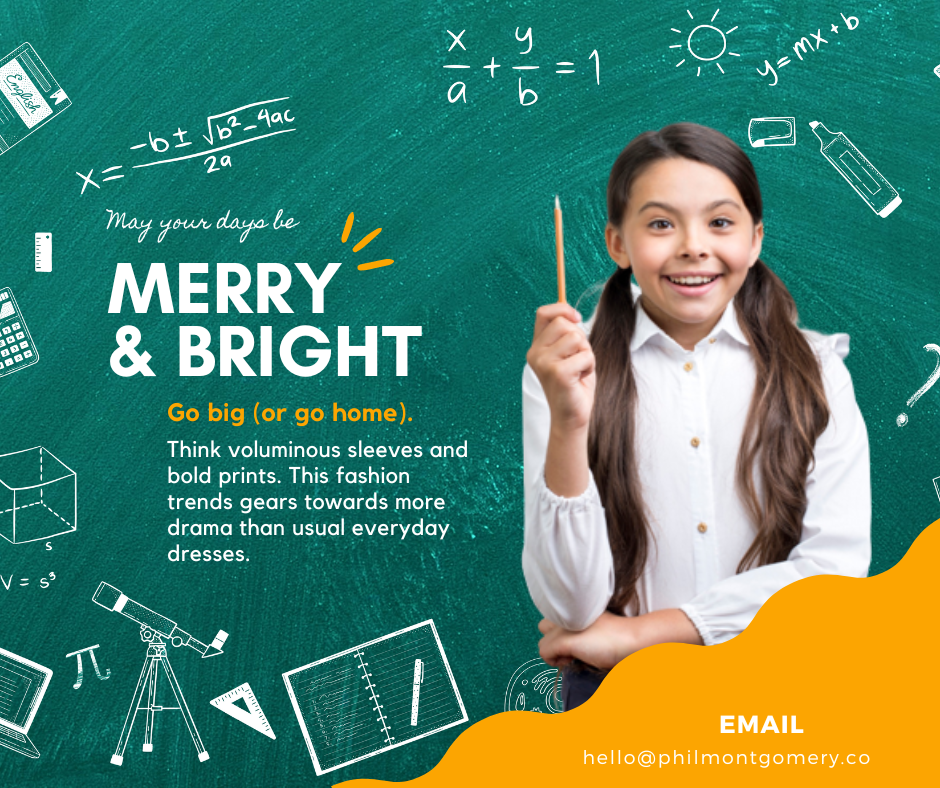 English
x/a + y/b = 1
y = mx + b
x = -b ± √b² - 4ac / 2a
May your days be
MERRY
& BRIGHT
Go big (or go home).
Think voluminous sleeves and
bold prints. This fashion
trends gears towards more
drama than usual everyday
dresses.
?
s
V = s³
π
EMAIL
hello@philmontgomery.co